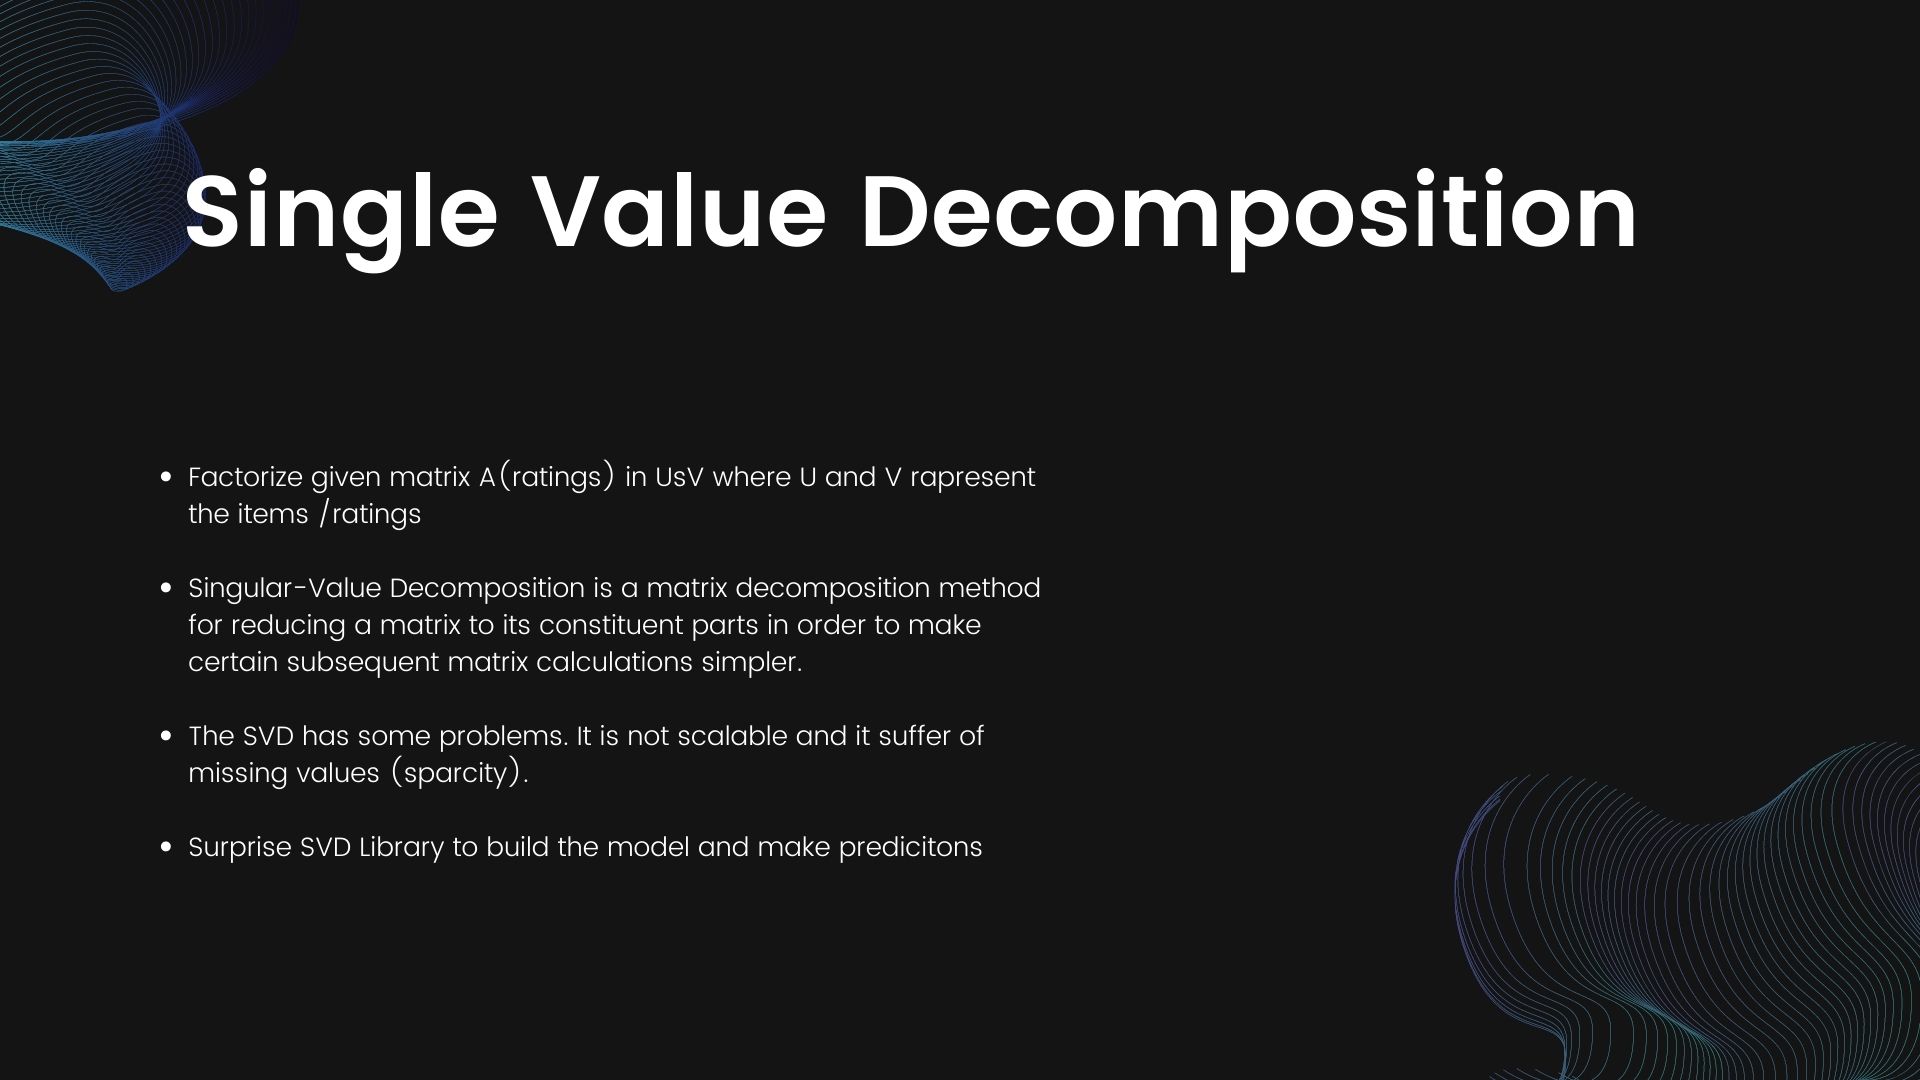 Single Value Decomposition
• Factorize given matrix A(ratings) in UsV where U and V rapresent
the items /ratings
• Singular-Value Decomposition is a matrix decomposition method
for reducing a matrix to its constituent parts in order to make
certain subsequent matrix calculations simpler.
• The SVD has some problems. It is not scalable and it suffer of
missing values (sparcity).
• Surprise SVD Library to build the model and make predicitons